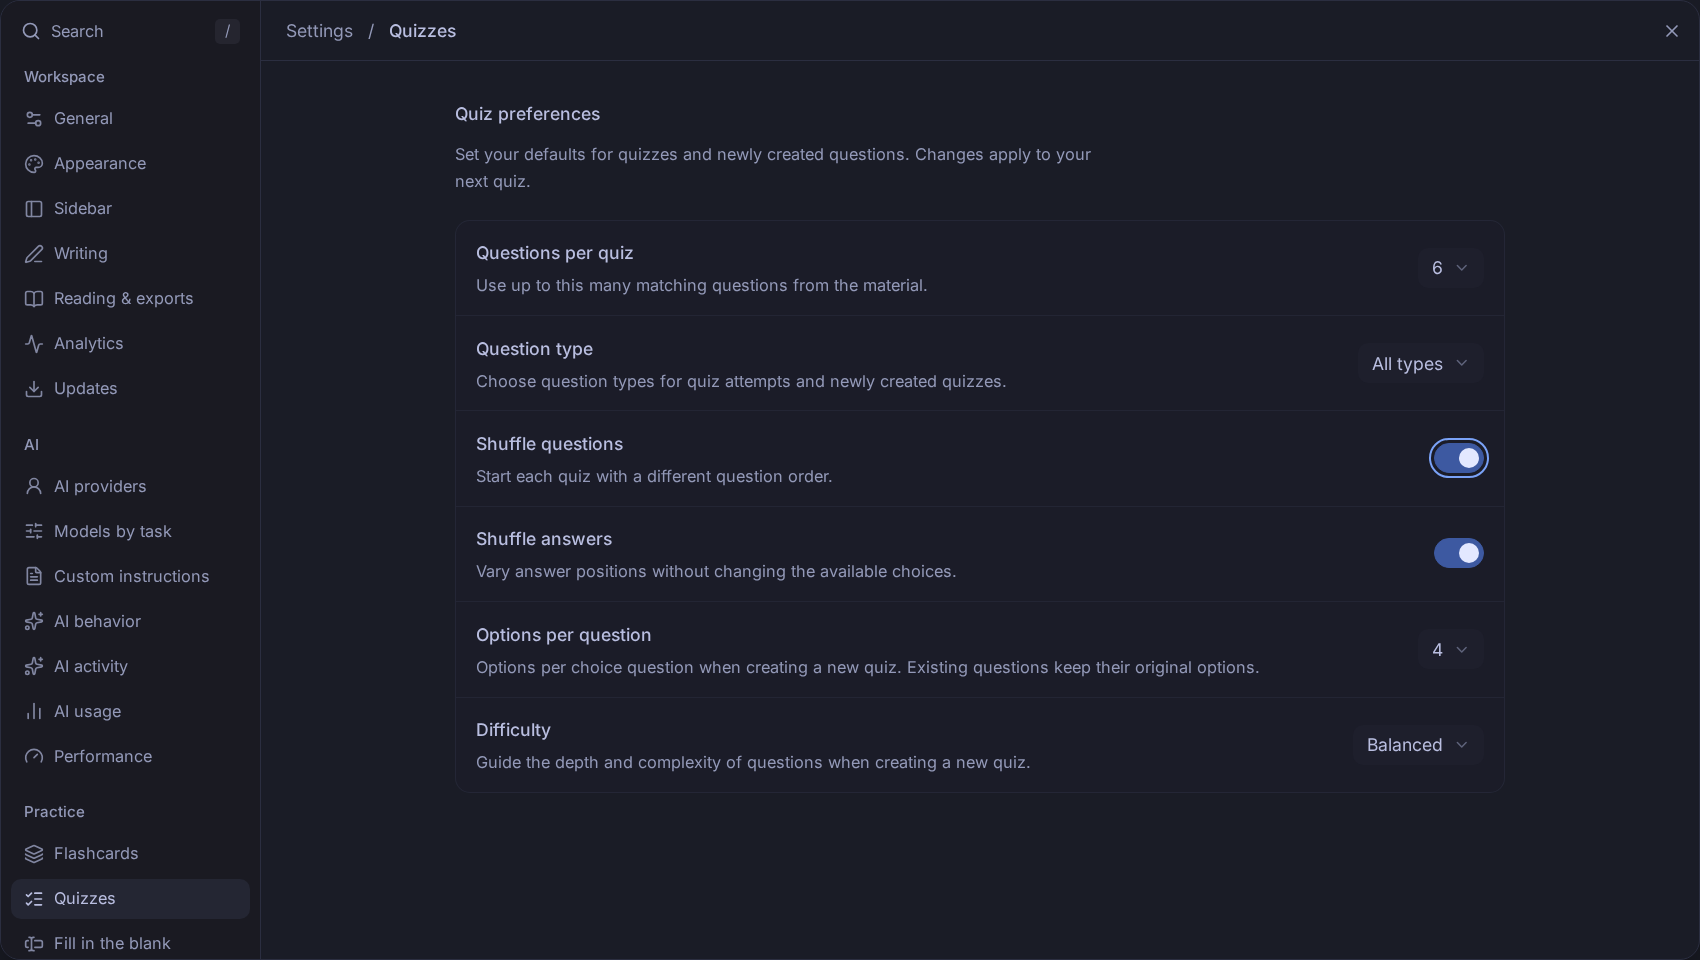 Search /
Workspace
General
Appearance
Sidebar
Writing
Reading & exports
Analytics
Updates
AI
AI providers
Models by task
Custom instructions
AI behavior
AI activity
AI usage
Performance
Practice
Flashcards
Quizzes
Fill in the blank
Settings / Quizzes
Quiz preferences
Set your defaults for quizzes and newly created questions. Changes apply to your
next quiz.
Questions per quiz
Use up to this many matching questions from the material.
6
Question type
Choose question types for quiz attempts and newly created quizzes.
All types
Shuffle questions
Start each quiz with a different question order.
Shuffle answers
Vary answer positions without changing the available choices.
Options per question
Options per choice question when creating a new quiz. Existing questions keep their original options.
4
Difficulty
Guide the depth and complexity of questions when creating a new quiz.
Balanced